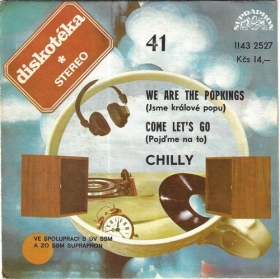 SUPRAPHON
diskotéka
STEREO
41
1143 2527
Kčs 14,—
WE ARE THE POPKINGS
(Jsme králové popu)
COME LET'S GO
(Pojďme na to)
CHILLY
VE SPOLUPRÁCI S ÚV SSM
A ZO SSM SUPRAPHON